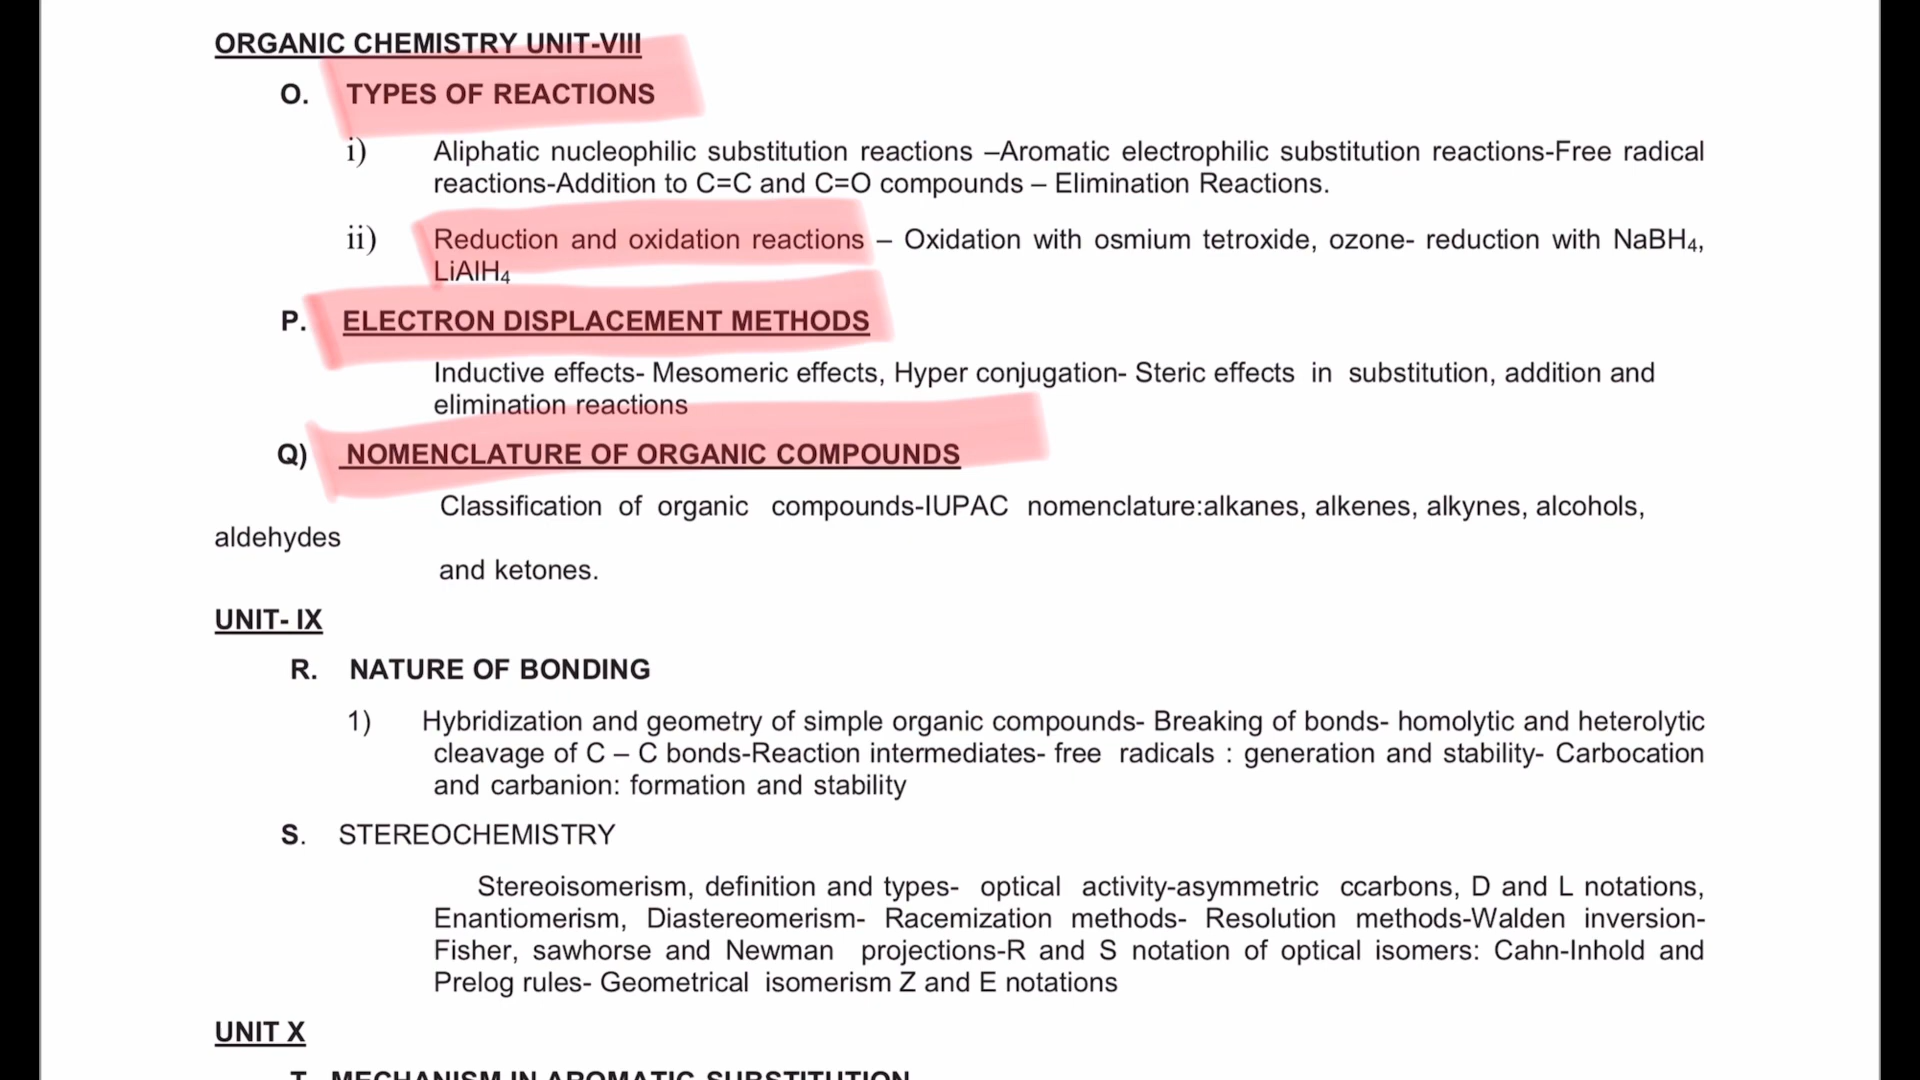 ORGANIC CHEMISTRY UNIT-VIII
O. TYPES OF REACTIONS
i) Aliphatic nucleophilic substitution reactions –Aromatic electrophilic substitution reactions-Free radical
reactions-Addition to C=C and C=O compounds – Elimination Reactions.
ii) Reduction and oxidation reactions – Oxidation with osmium tetroxide, ozone- reduction with NaBH4,
LiAlH4
P. ELECTRON DISPLACEMENT METHODS
Inductive effects- Mesomeric effects, Hyper conjugation- Steric effects in substitution, addition and
elimination reactions
Q) NOMENCLATURE OF ORGANIC COMPOUNDS
Classification of organic compounds-IUPAC nomenclature:alkanes, alkenes, alkynes, alcohols,
aldehydes
and ketones.
UNIT- IX
R. NATURE OF BONDING
1) Hybridization and geometry of simple organic compounds- Breaking of bonds- homolytic and heterolytic
cleavage of C – C bonds-Reaction intermediates- free radicals : generation and stability- Carbocation
and carbanion: formation and stability
S. STEREOCHEMISTRY
Stereoisomerism, definition and types- optical activity-asymmetric ccarbons, D and L notations,
Enantiomerism, Diastereomerism- Racemization methods- Resolution methods-Walden inversion-
Fisher, sawhorse and Newman projections-R and S notation of optical isomers: Cahn-Inhold and
Prelog rules- Geometrical isomerism Z and E notations
UNIT X
T. MECHANISM IN AROMATIC SUBSTITUTION